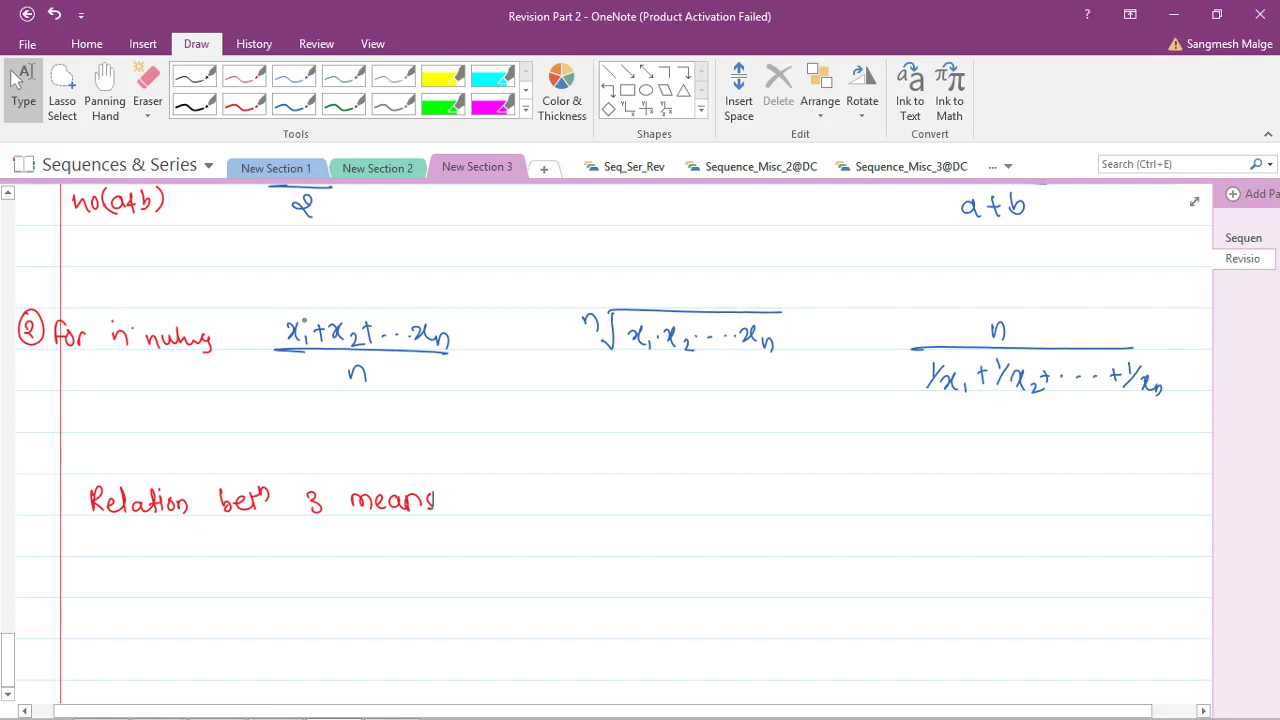 Revision Part 2 - OneNote (Product Activation Failed)
File Home Insert Draw History Review View Sangmesh Malge
Type Lasso Select Panning Hand Eraser Color & Thickness Insert Space Delete Arrange Rotate Ink to Text Ink to Math
Tools Shapes Edit Convert
Sequences & Series New Section 1 New Section 2 New Section 3 Seq_Ser_Rev Sequence_Misc_2@DC Sequence_Misc_3@DC ... Search (Ctrl+E)
Add Pa
Sequen
Revisio
no(a+b) 2 a+b
② For 'n' (x₁+x₂+...xₙ)/n ⁿ√(x₁·x₂·...xₙ) n/(1/x₁+1/x₂+...+1/xₙ)
Relation betⁿ 3 means